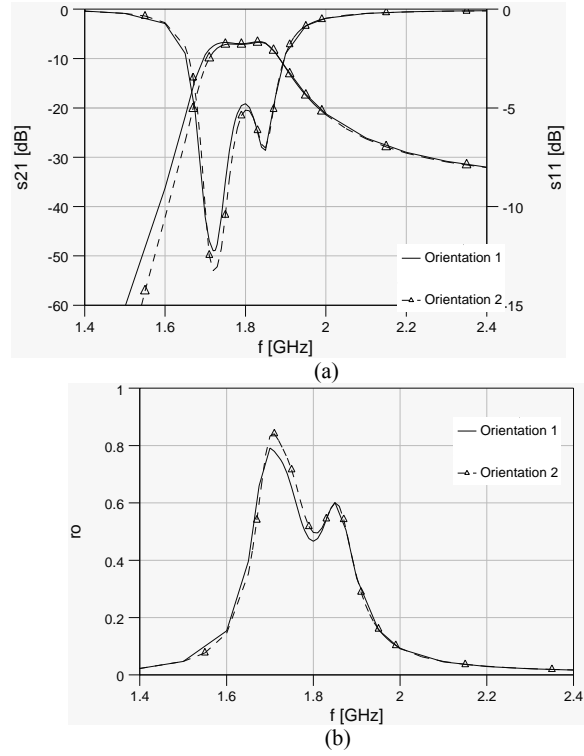 0
-10
-20
-30
-40
-50
-60
s21 [dB]
0
-5
-10
-15
s11 [dB]
Orientation 1
Orientation 2
1.4 1.6 1.8 2 2.2 2.4
f [GHz]
(a)
1
0.8
0.6
0.4
0.2
0
ro
Orientation 1
Orientation 2
1.4 1.6 1.8 2 2.2 2.4
f [GHz]
(b)